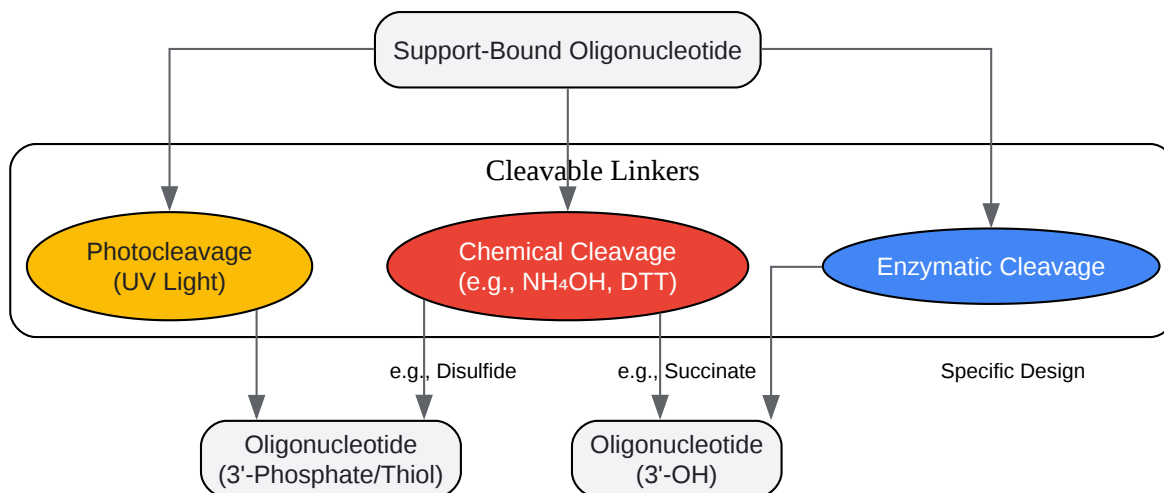 Support-Bound Oligonucleotide
Cleavable Linkers
Photocleavage
(UV Light)
Chemical Cleavage
(e.g., NH₄OH, DTT)
Enzymatic Cleavage
e.g., Disulfide
e.g., Succinate
Specific Design
Oligonucleotide
(3'-Phosphate/Thiol)
Oligonucleotide
(3'-OH)